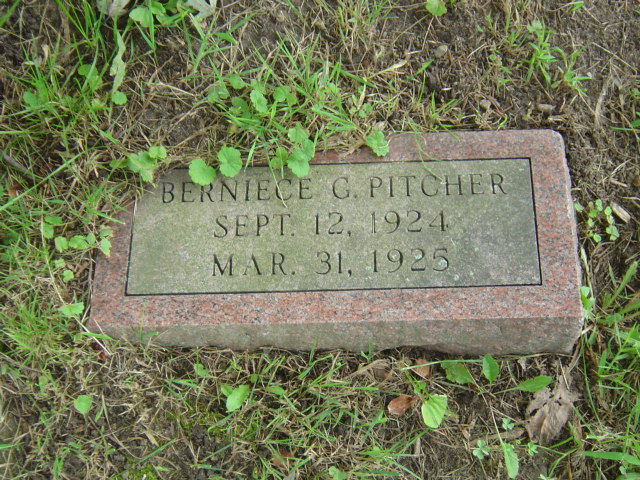 BERNIECE G. PITCHER
SEPT. 12, 1924
MAR. 31, 1925